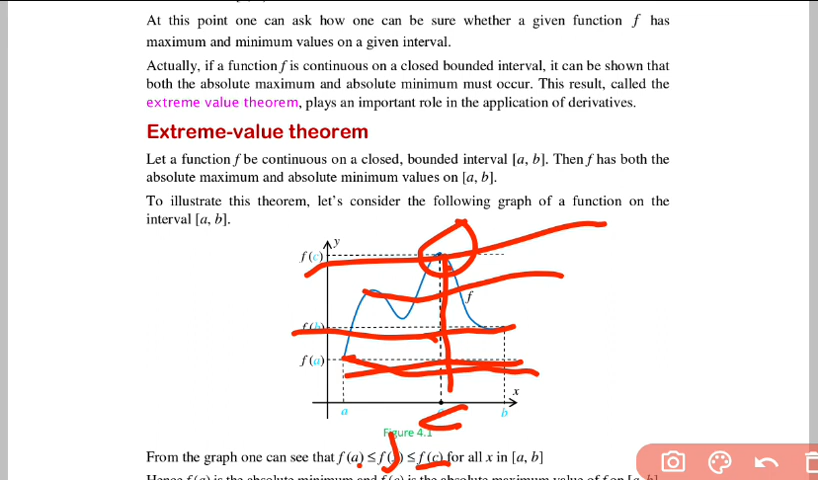 At this point one can ask how one can be sure whether a given function f has
maximum and minimum values on a given interval.
Actually, if a function f is continuous on a closed bounded interval, it can be shown that
both the absolute maximum and absolute minimum must occur. This result, called the
extreme value theorem, plays an important role in the application of derivatives.
Extreme-value theorem
Let a function f be continuous on a closed, bounded interval [a, b]. Then f has both the
absolute maximum and absolute minimum values on [a, b].
To illustrate this theorem, let's consider the following graph of a function on the
interval [a, b].
y
f(c)
f
f(b)
f(a)
x
a
b
Figure 4.1
From the graph one can see that f(a) ≤ f( ) ≤ f(c) for all x in [a, b]